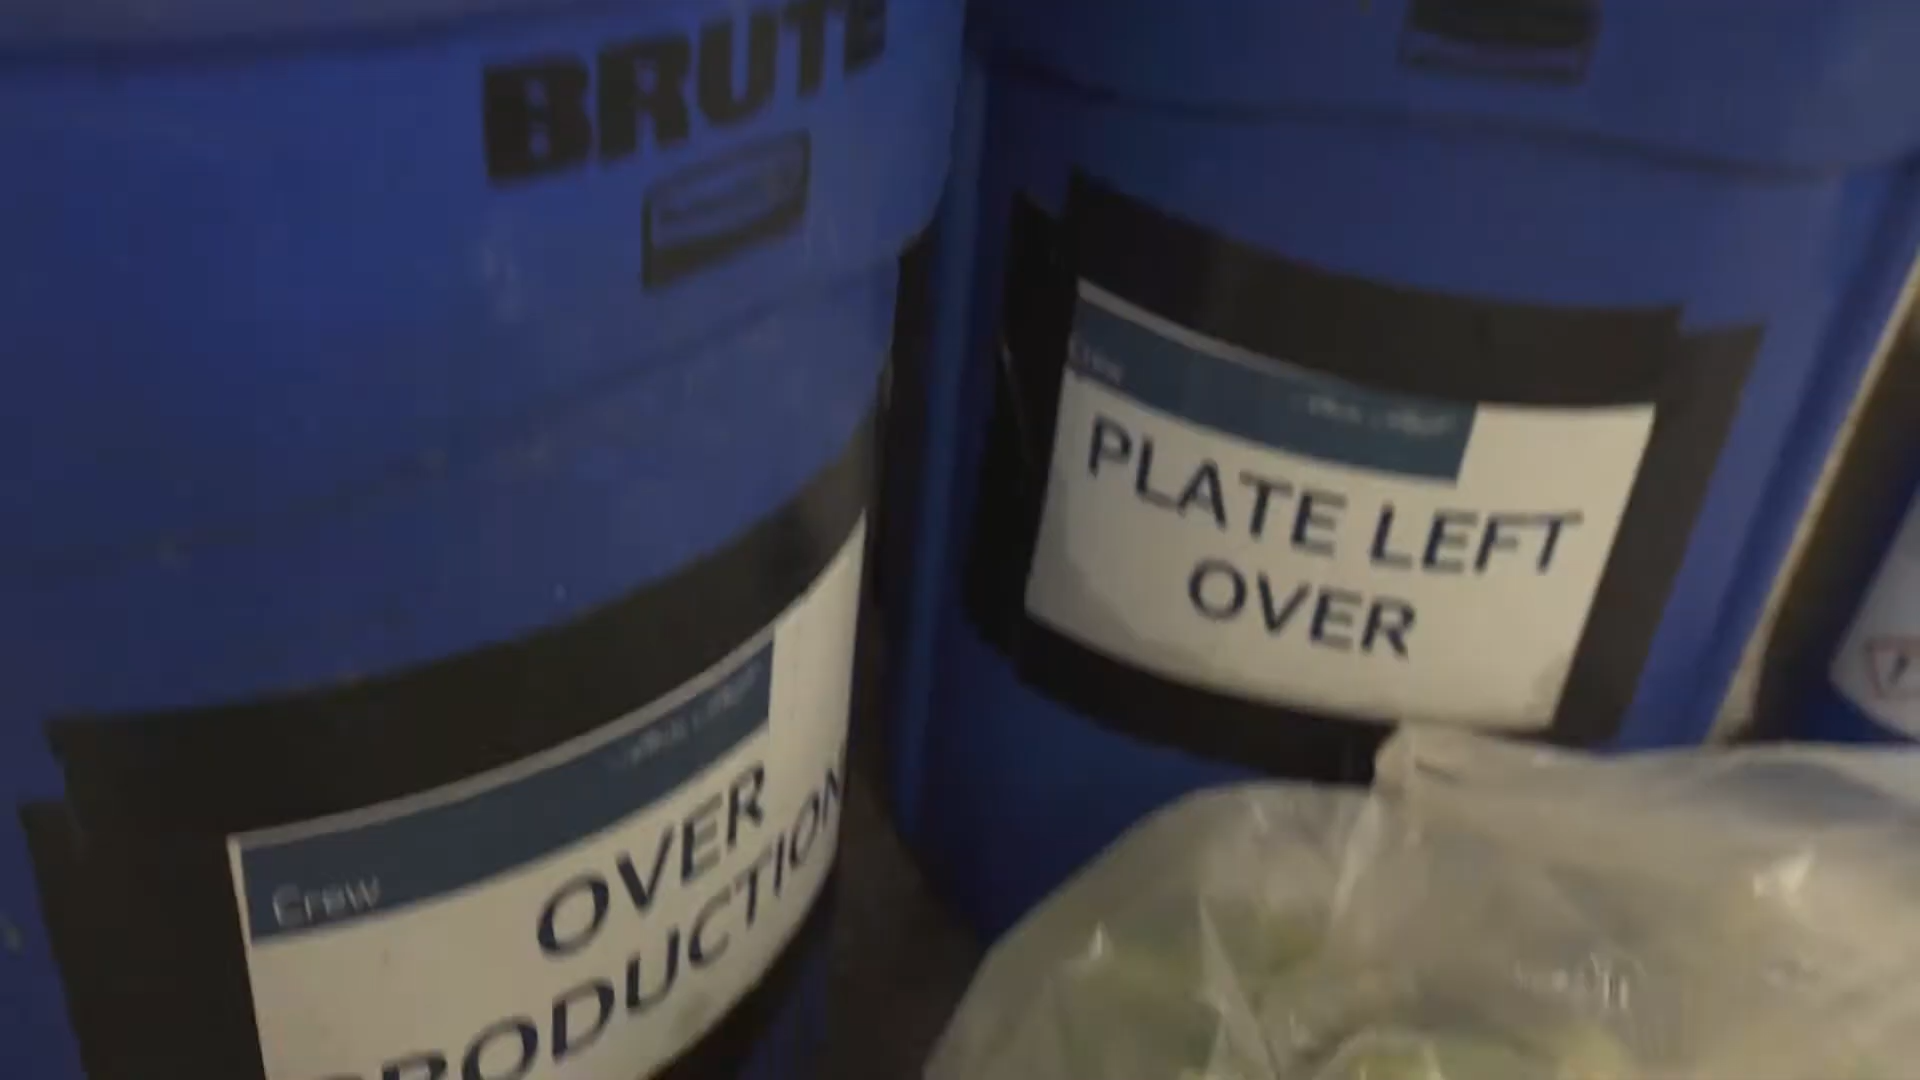 BRUTE
Crew
OVER
PRODUCTION
PLATE LEFT
OVER